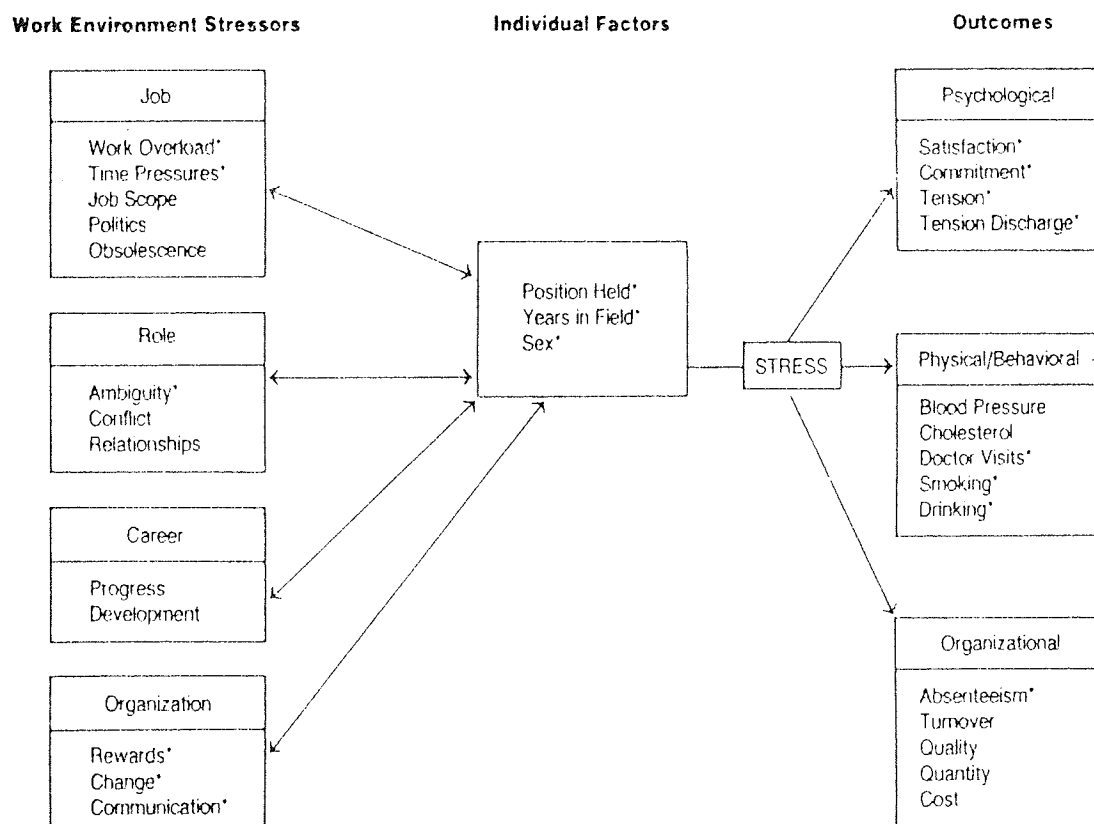 Work Environment Stressors
Individual Factors
Outcomes
Job
Work Overload*
Time Pressures*
Job Scope
Politics
Obsolescence
Role
Ambiguity*
Conflict
Relationships
Career
Progress
Development
Organization
Rewards*
Change*
Communication*
Position Held*
Years in Field*
Sex*
STRESS
Psychological
Satisfaction*
Commitment*
Tension*
Tension Discharge*
Physical/Behavioral
Blood Pressure
Cholesterol
Doctor Visits*
Smoking*
Drinking*
Organizational
Absenteeism*
Turnover
Quality
Quantity
Cost